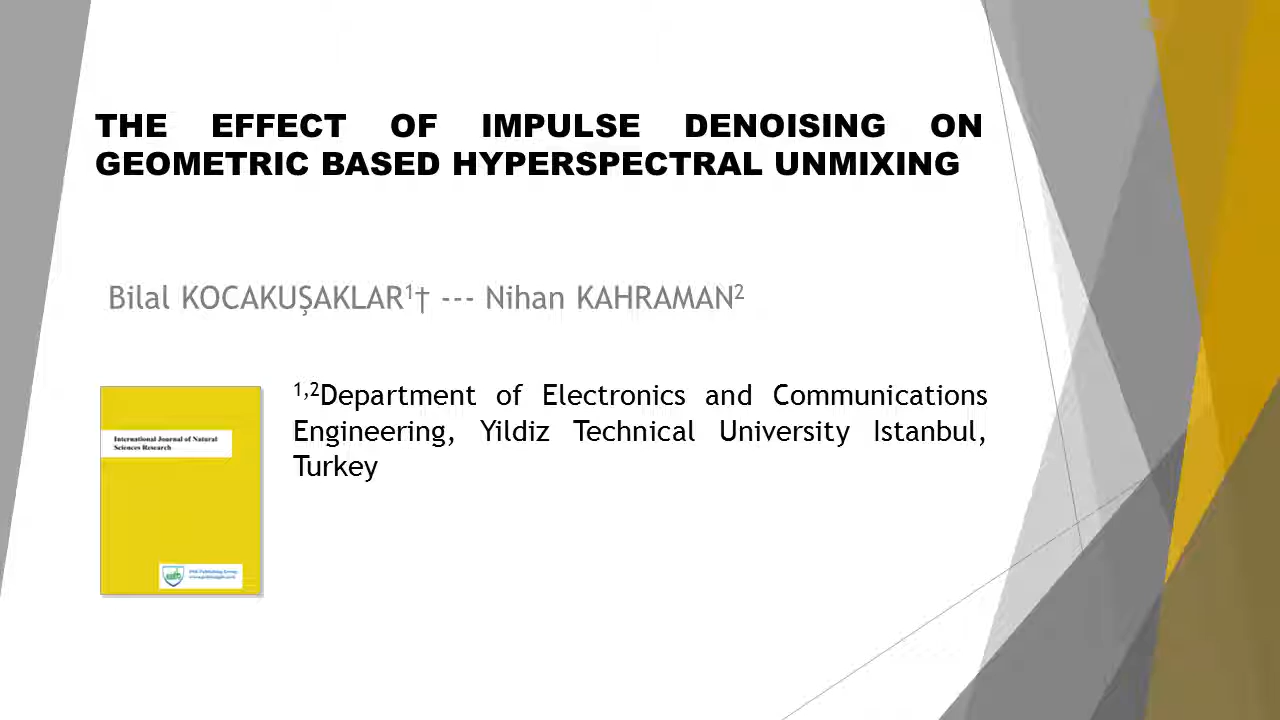 THE EFFECT OF IMPULSE DENOISING ON
GEOMETRIC BASED HYPERSPECTRAL UNMIXING
Bilal KOCAKUŞAKLAR¹† --- Nihan KAHRAMAN²
¹,²Department of Electronics and Communications
Engineering, Yildiz Technical University Istanbul,
Turkey
International Journal of Natural
Sciences Research